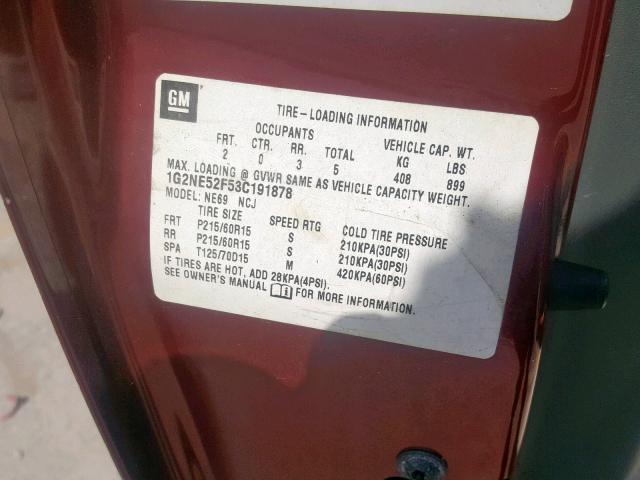 GM
TIRE-LOADING INFORMATION
OCCUPANTS VEHICLE CAP. WT.
FRT. CTR. RR. TOTAL KG LBS
2 0 3 5 408 899
MAX. LOADING @ GVWR SAME AS VEHICLE CAPACITY WEIGHT.
1G2NE52F53C191878
MODEL: NE69 NCJ
TIRE SIZE SPEED RTG COLD TIRE PRESSURE
FRT P215/60R15 S 210KPA(30PSI)
RR P215/60R15 S 210KPA(30PSI)
SPA T125/70D15 M 420KPA(60PSI)
IF TIRES ARE HOT, ADD 28KPA(4PSI).
SEE OWNER'S MANUAL FOR MORE INFORMATION.